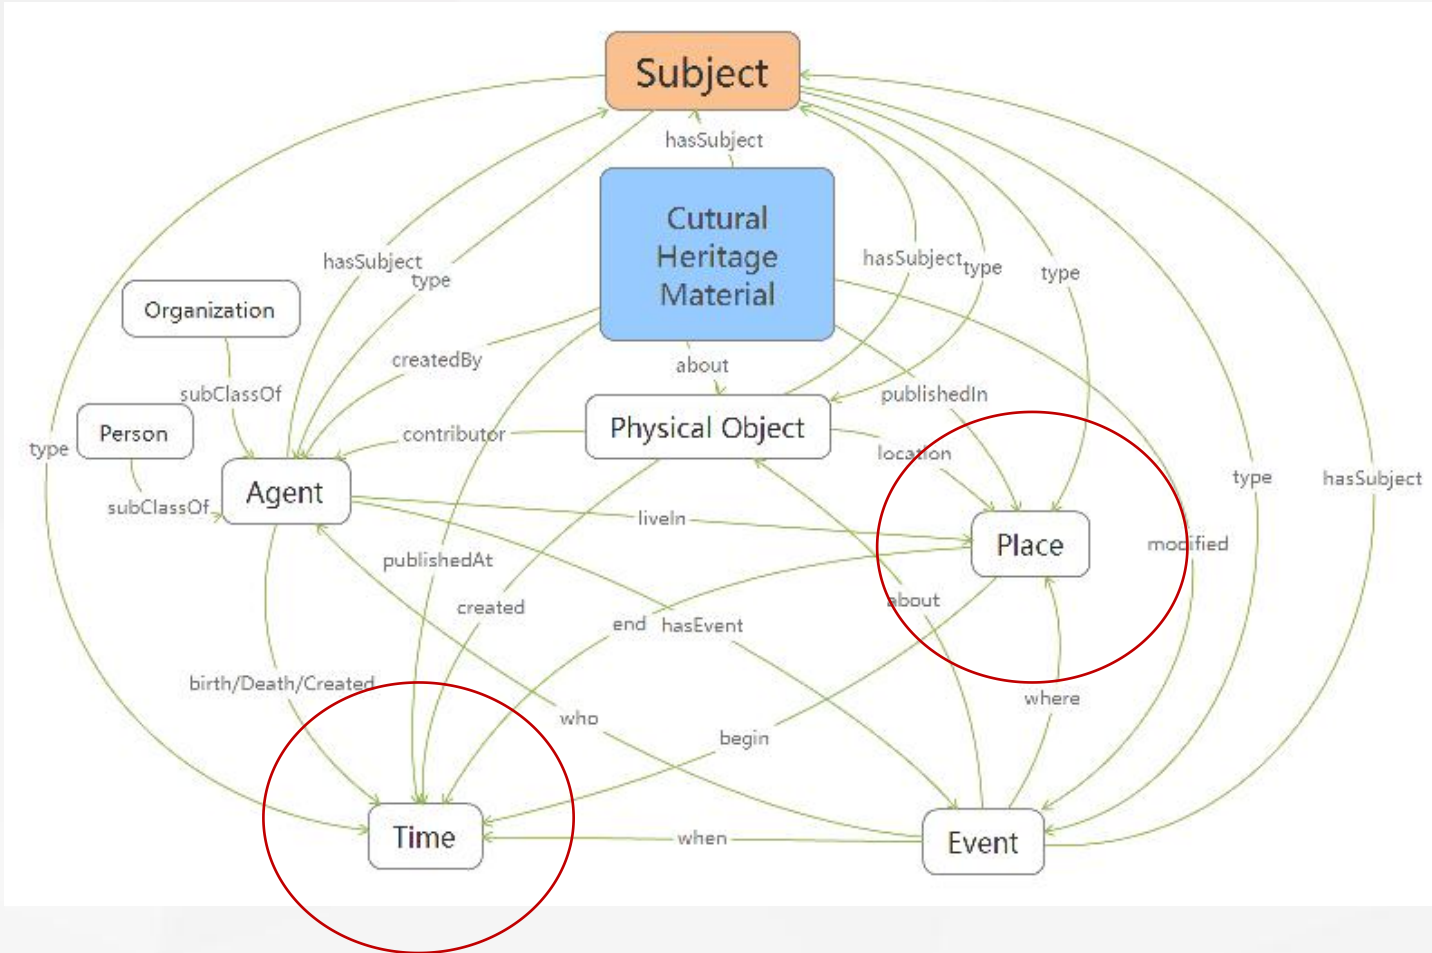 Subject
hasSubject
Cutural
Heritage
Material
hasSubject
type
hasSubject
type
type
Organization
createdBy
about
subClassOf
publishedIn
Person
contributor
Physical Object
type
location
type
hasSubject
Agent
subClassOf
liveIn
Place
modified
publishedAt
created
about
end
hasEvent
birth/Death/Created
where
who
begin
Time
when
Event